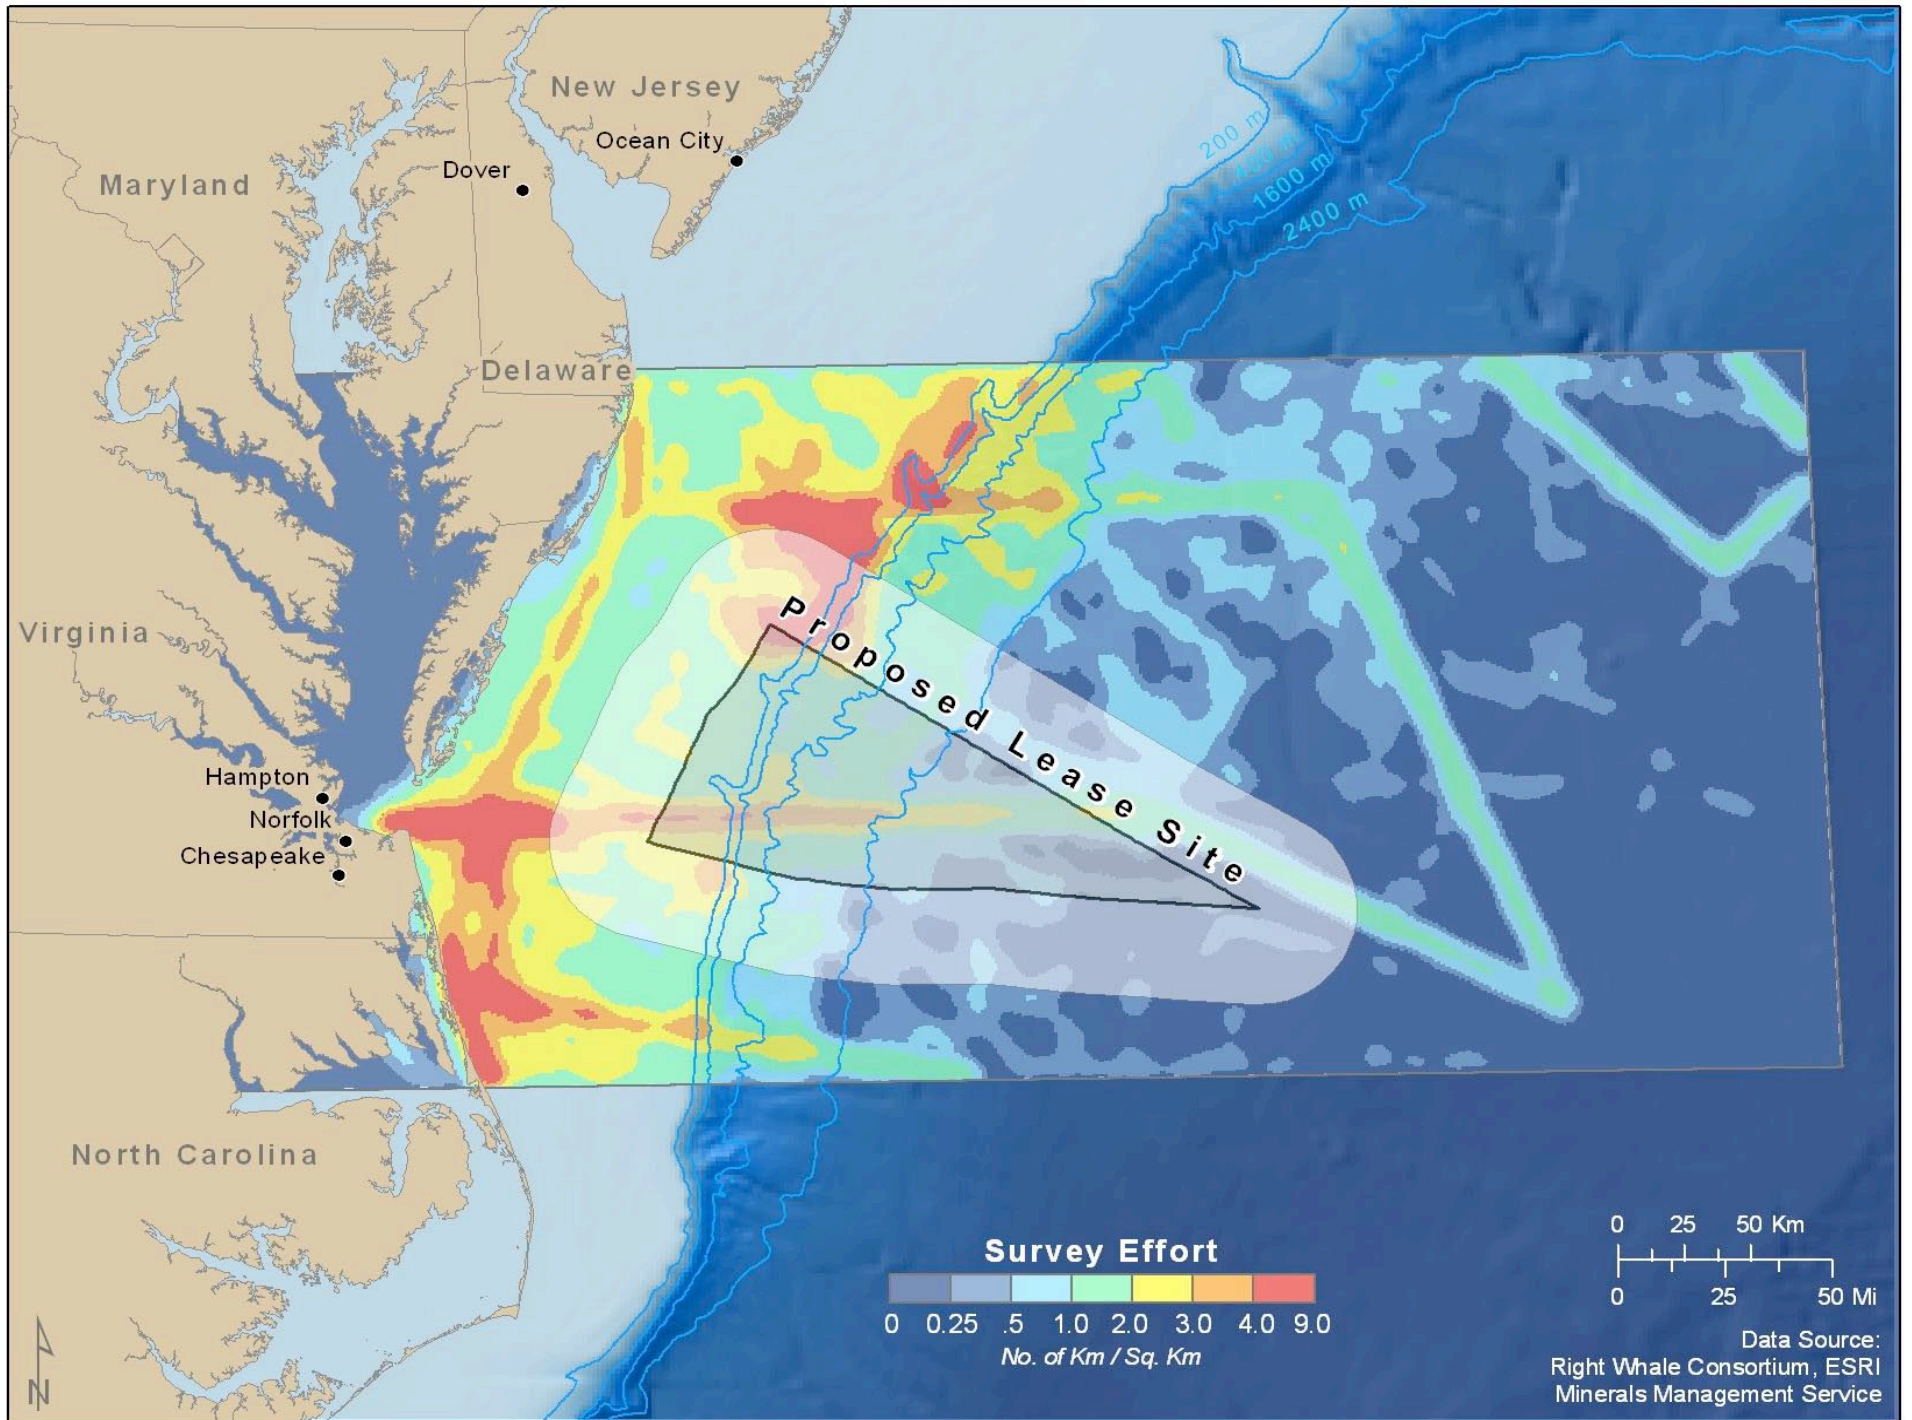 New Jersey
Ocean City
Dover
Maryland
200 m
1600 m
2400 m
Delaware
Virginia
Proposed Lease Site
Hampton
Norfolk
Chesapeake
North Carolina
Survey Effort
0 0.25 .5 1.0 2.0 3.0 4.0 9.0
No. of Km / Sq. Km
0 25 50 Km
0 25 50 Mi
Data Source:
Right Whale Consortium, ESRI
Minerals Management Service
N